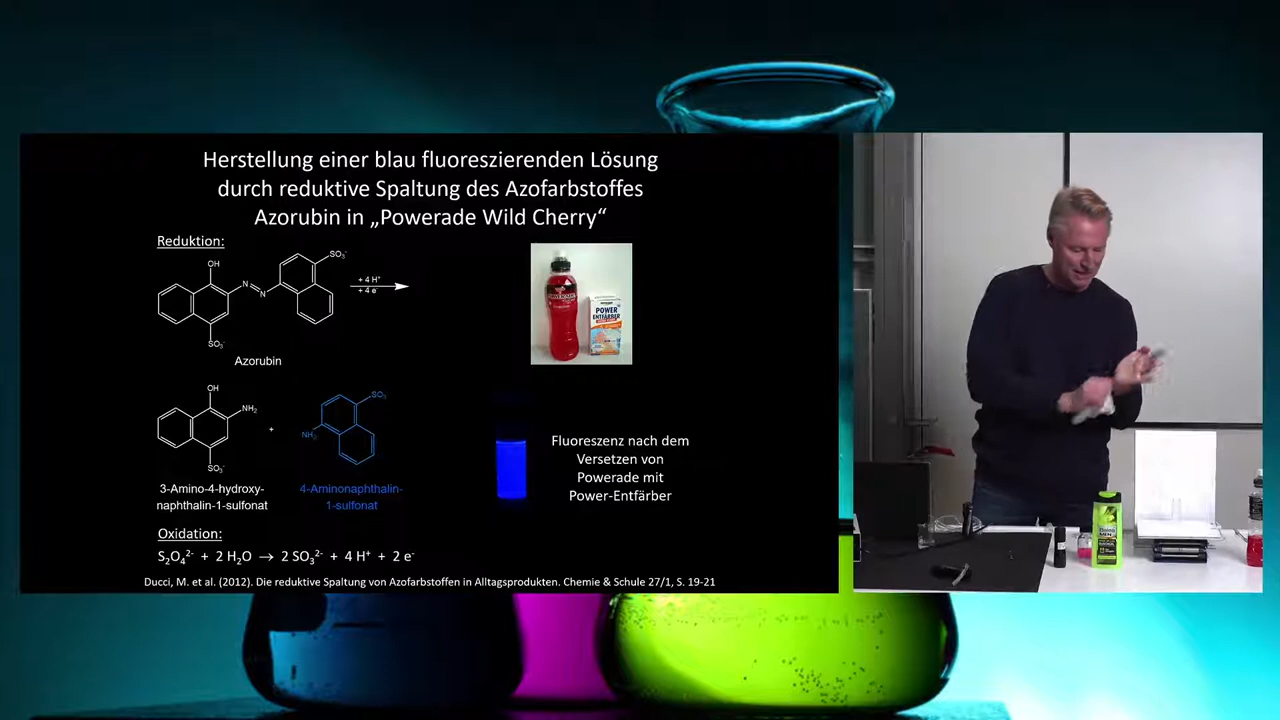 Herstellung einer blau fluoreszierenden Lösung
durch reduktive Spaltung des Azofarbstoffes
Azorubin in „Powerade Wild Cherry“
Reduktion:
OH
N
N
SO₃⁻
SO₃⁻
+ 4 H⁺
+ 4 e⁻
Azorubin
POWER
ENTFÄRBER
OH
NH₂
SO₃⁻
+
SO₃⁻
NH₂
3-Amino-4-hydroxy-
naphthalin-1-sulfonat
4-Aminonaphthalin-
1-sulfonat
Fluoreszenz nach dem
Versetzen von
Powerade mit
Power-Entfärber
Oxidation:
S₂O₄²⁻ + 2 H₂O → 2 SO₃²⁻ + 4 H⁺ + 2 e⁻
Ducci, M. et al. (2012). Die reduktive Spaltung von Azofarbstoffen in Alltagsprodukten. Chemie & Schule 27/1, S. 19-21
Balea
MEN